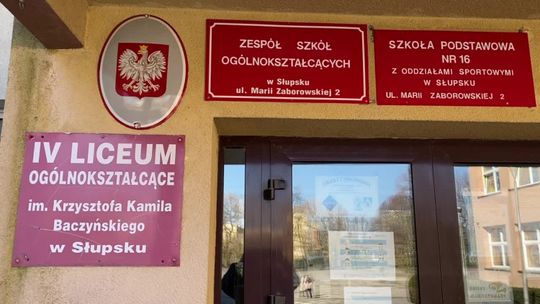 ZESPÓŁ SZKÓŁ
OGÓLNOKSZTAŁCĄCYCH
w Słupsku
ul. Marii Zaborowskiej 2
SZKOŁA PODSTAWOWA
NR 16
Z ODDZIAŁAMI SPORTOWYMI
W SŁUPSKU
UL. MARII ZABOROWSKIEJ 2
IV LICEUM
OGÓLNOKSZTAŁCĄCE
im. Krzysztofa Kamila
Baczyńskiego
w Słupsku